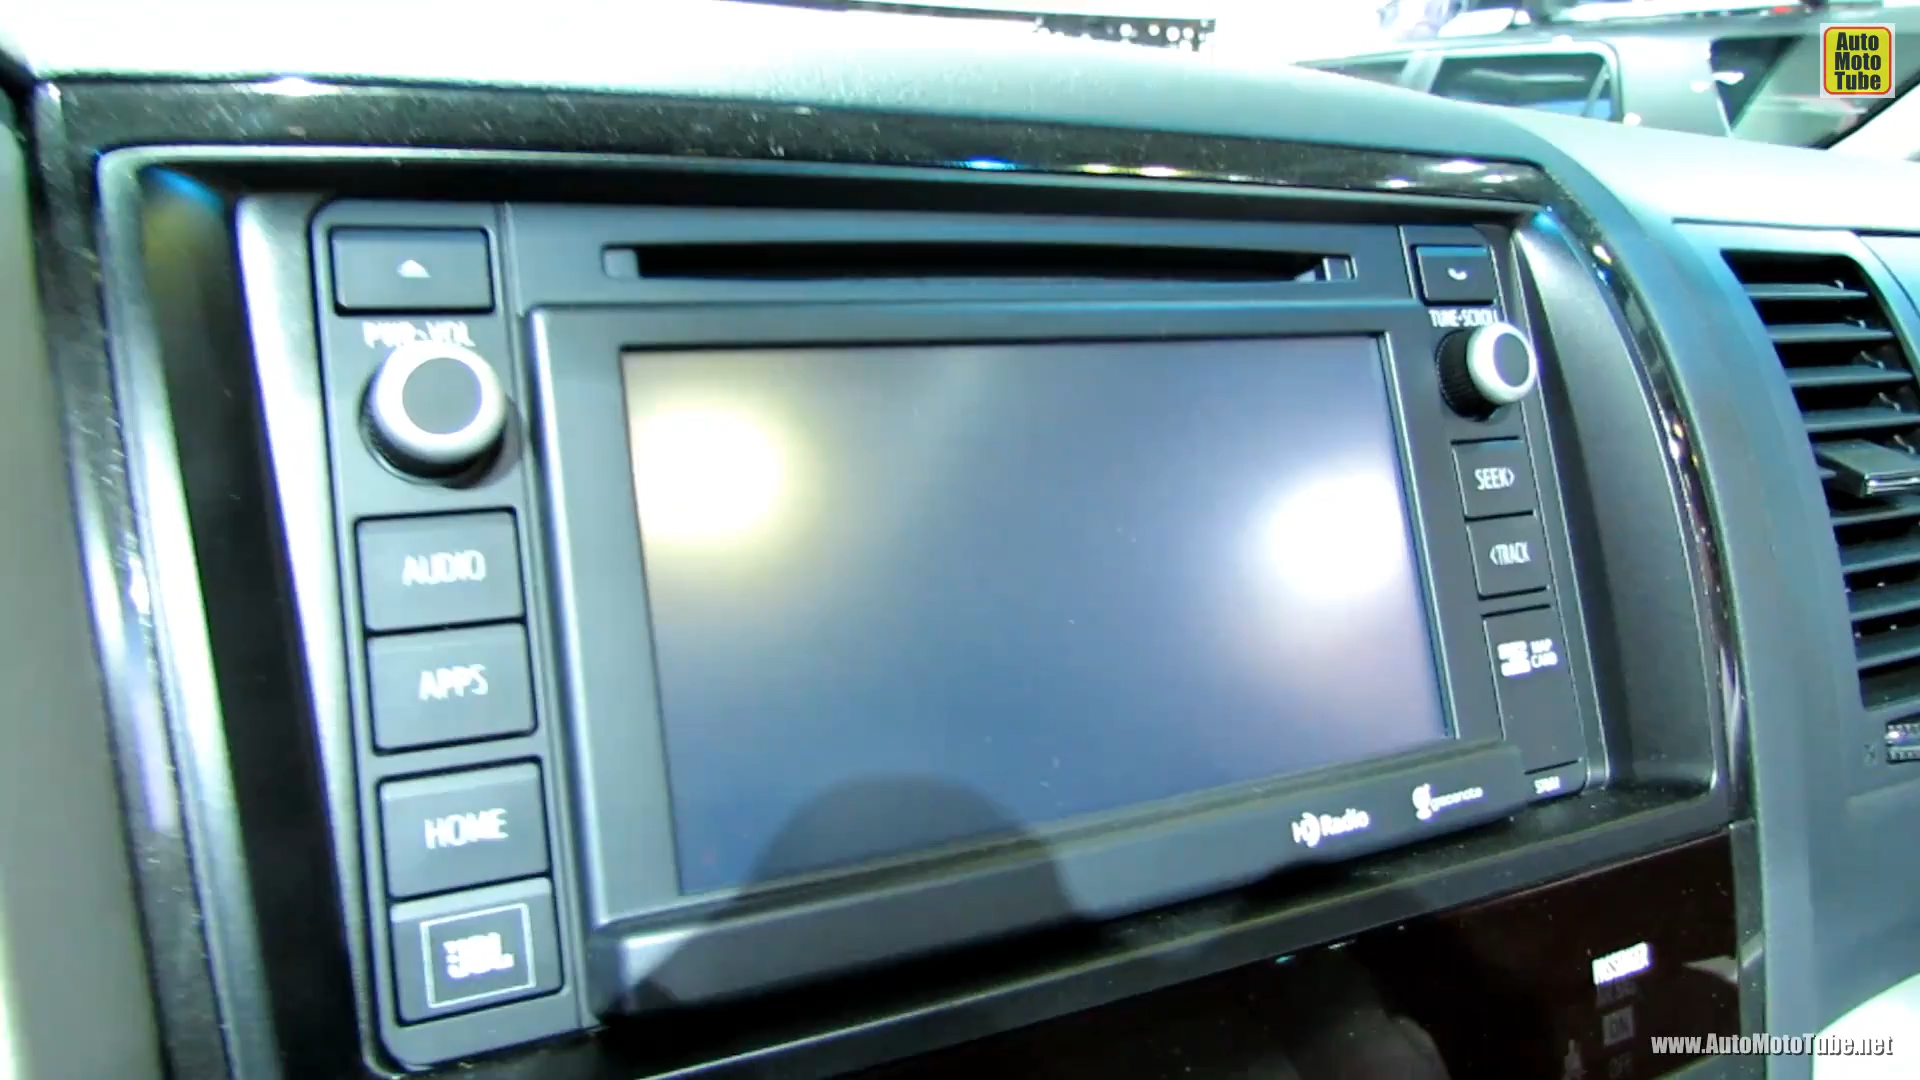 Auto
Moto
Tube
PWR•VOL
TUNE•SCROLL
SEEK>
<TRACK
AUDIO
APPS
MAP
CARD
HOME
HD Radio
gracenote
JBL
PASSENGER
www.AutoMotoTube.net